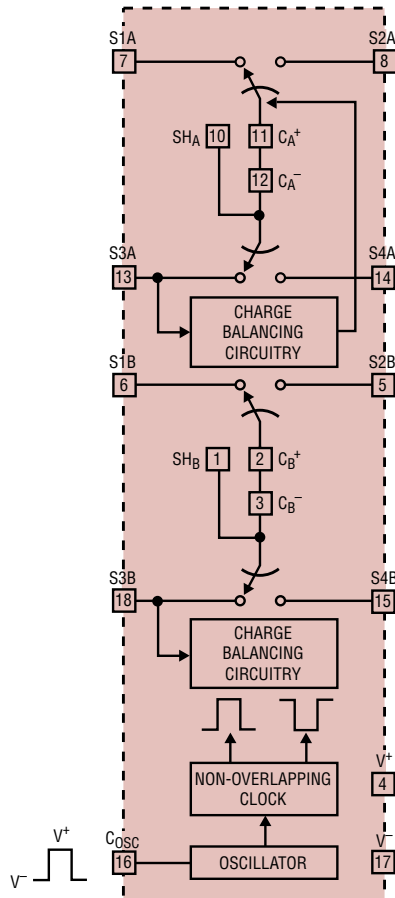 S1A S2A
7 8
SHA 10 11 CA+
12 CA−
S3A S4A
13 14
CHARGE
BALANCING
CIRCUITRY
S1B S2B
6 5
SHB 1 2 CB+
3 CB−
S3B S4B
18 15
CHARGE
BALANCING
CIRCUITRY
V+
4
NON-OVERLAPPING
CLOCK
V+ COSC V−
V− 16 OSCILLATOR 17